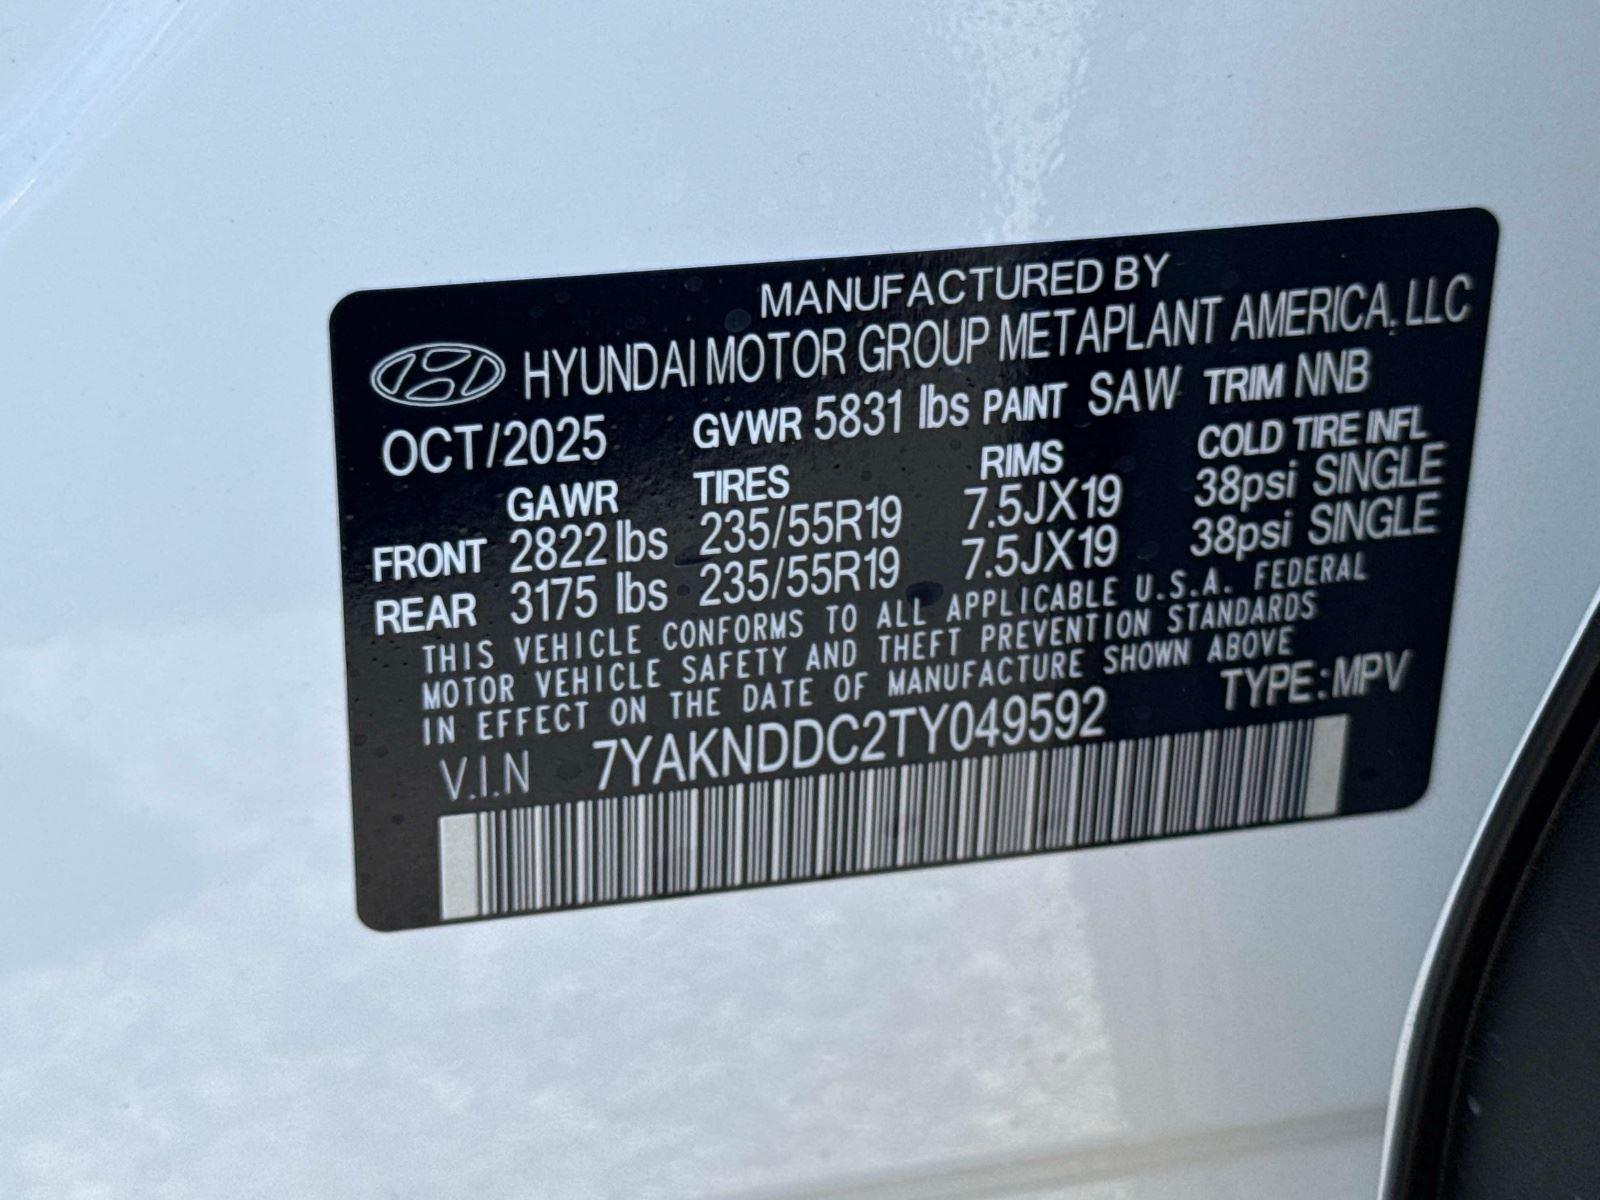 MANUFACTURED BY
HYUNDAI MOTOR GROUP METAPLANT AMERICA, LLC
OCT/2025 GVWR 5831 lbs PAINT SAW TRIM NNB
GAWR TIRES RIMS COLD TIRE INFL
FRONT 2822 lbs 235/55R19 7.5JX19 38psi SINGLE
REAR 3175 lbs 235/55R19 7.5JX19 38psi SINGLE
THIS VEHICLE CONFORMS TO ALL APPLICABLE U.S.A. FEDERAL
MOTOR VEHICLE SAFETY AND THEFT PREVENTION STANDARDS
IN EFFECT ON THE DATE OF MANUFACTURE SHOWN ABOVE
V.I.N 7YAKNDDC2TY049592 TYPE:MPV